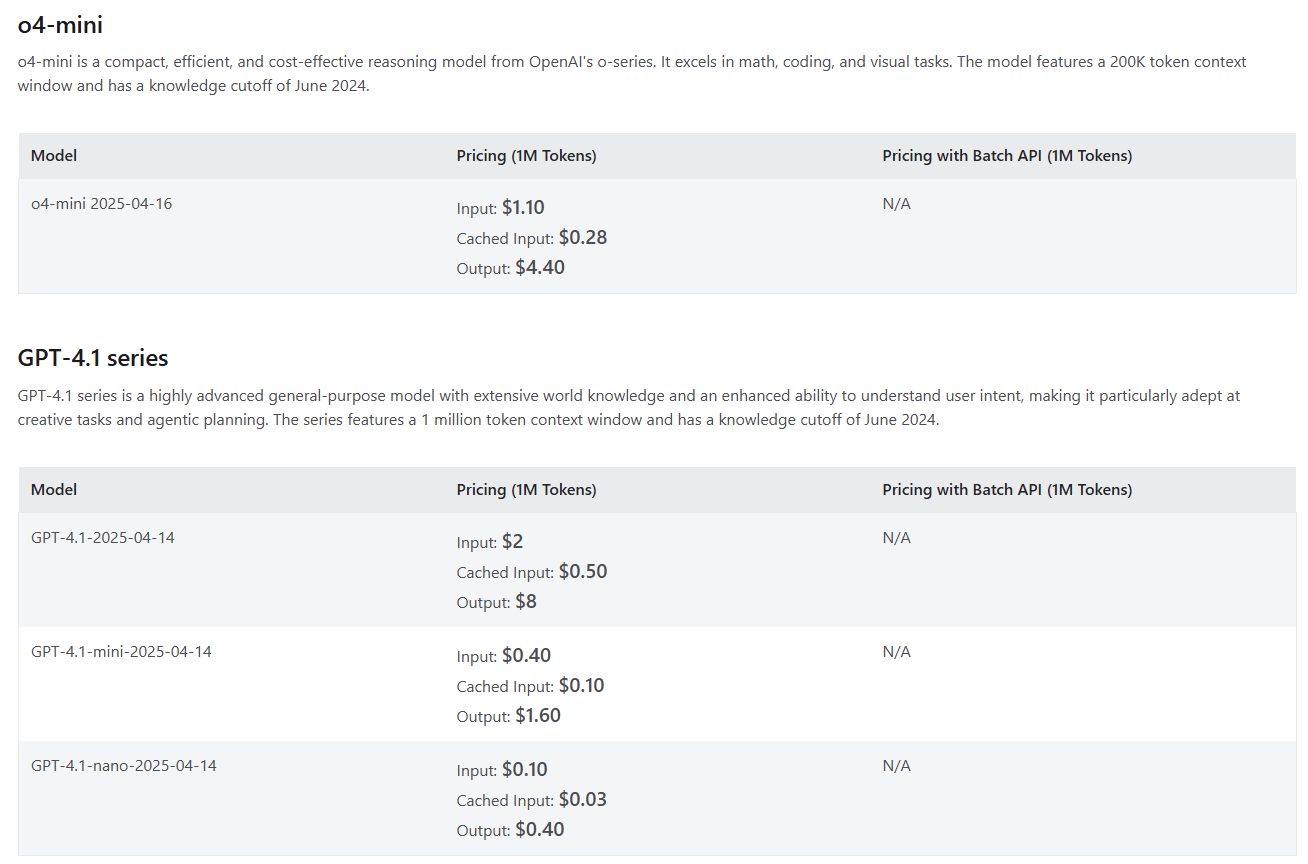 o4-mini
o4-mini is a compact, efficient, and cost-effective reasoning model from OpenAI's o-series. It excels in math, coding, and visual tasks. The model features a 200K token context
window and has a knowledge cutoff of June 2024.
Model Pricing (1M Tokens) Pricing with Batch API (1M Tokens)
o4-mini 2025-04-16 Input: $1.10 N/A
Cached Input: $0.28
Output: $4.40
GPT-4.1 series
GPT-4.1 series is a highly advanced general-purpose model with extensive world knowledge and an enhanced ability to understand user intent, making it particularly adept at
creative tasks and agentic planning. The series features a 1 million token context window and has a knowledge cutoff of June 2024.
Model Pricing (1M Tokens) Pricing with Batch API (1M Tokens)
GPT-4.1-2025-04-14 Input: $2 N/A
Cached Input: $0.50
Output: $8
GPT-4.1-mini-2025-04-14 Input: $0.40 N/A
Cached Input: $0.10
Output: $1.60
GPT-4.1-nano-2025-04-14 Input: $0.10 N/A
Cached Input: $0.03
Output: $0.40